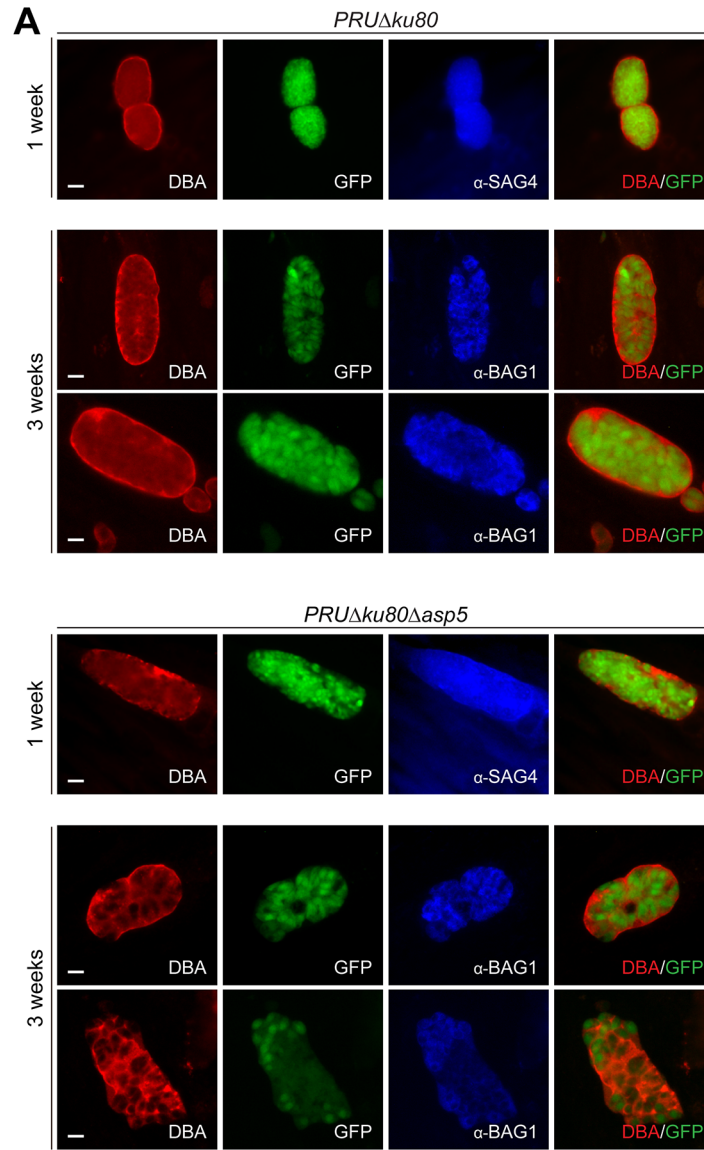 A
PRUΔku80
1 week
DBA
GFP
α-SAG4
DBA/GFP
3 weeks
DBA
GFP
α-BAG1
DBA/GFP
DBA
GFP
α-BAG1
DBA/GFP
PRUΔku80Δasp5
1 week
DBA
GFP
α-SAG4
DBA/GFP
3 weeks
DBA
GFP
α-BAG1
DBA/GFP
DBA
GFP
α-BAG1
DBA/GFP